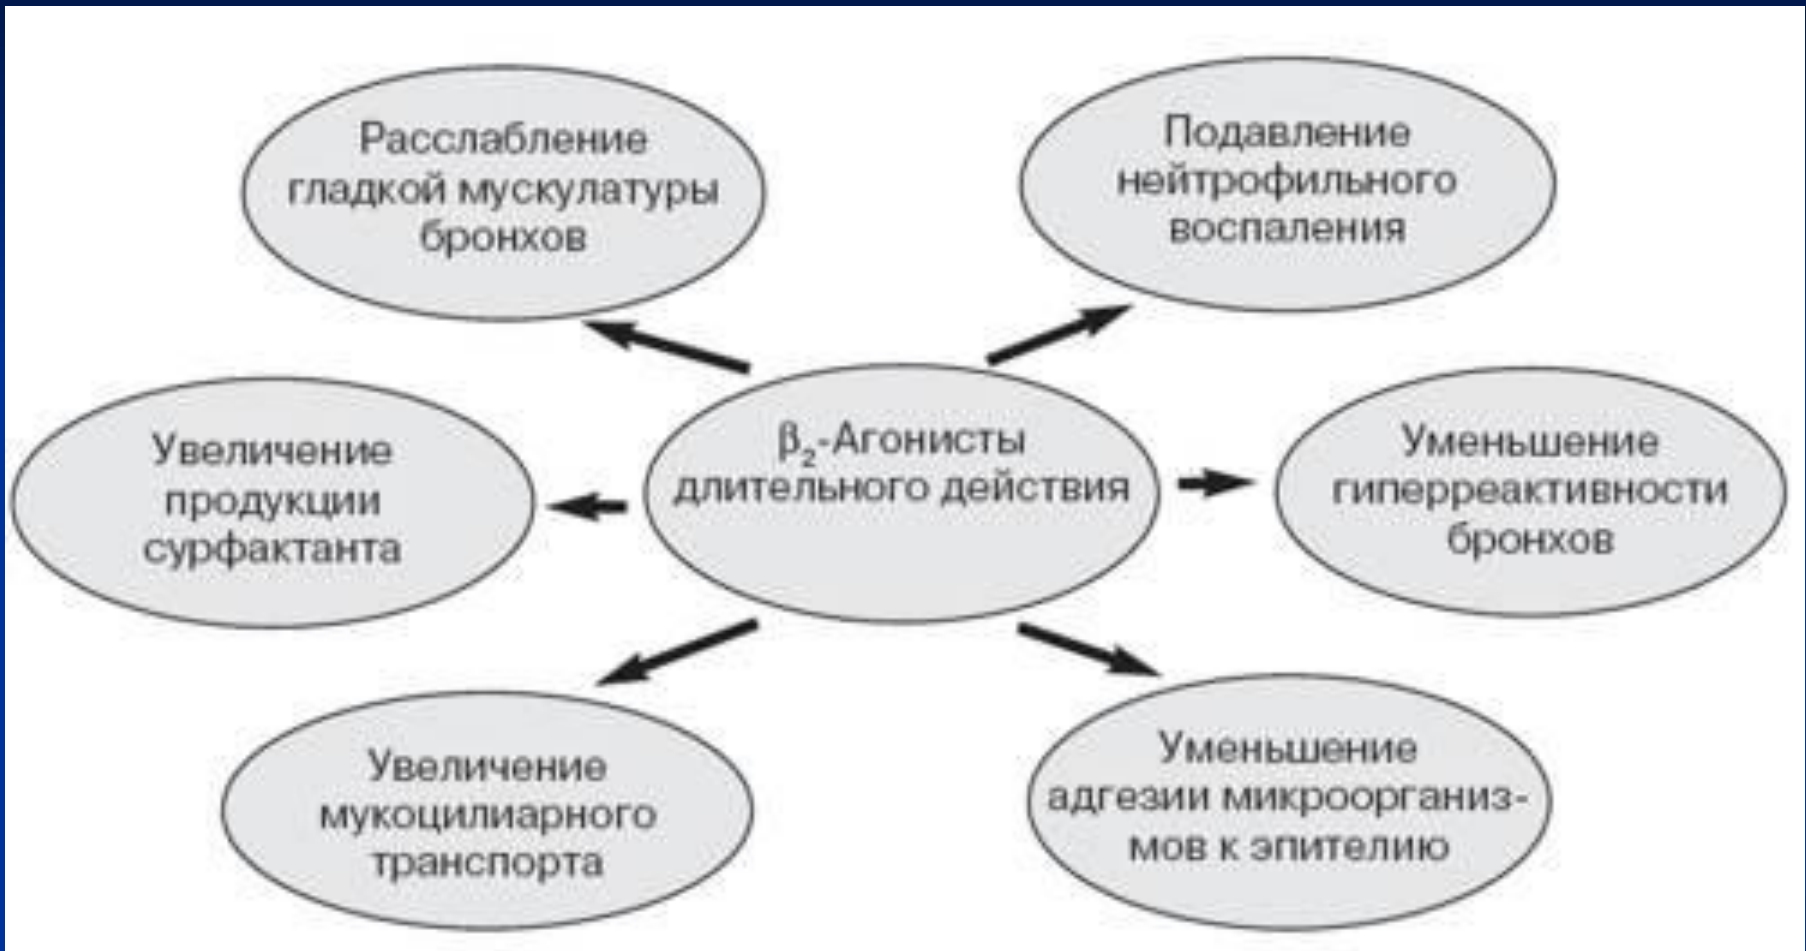 Расслабление
гладкой мускулатуры
бронхов
Подавление
нейтрофильного
воспаления
Увеличение
продукции
сурфактанта
β₂-Агонисты
длительного действия
Уменьшение
гиперреактивности
бронхов
Увеличение
мукоцилиарного
транспорта
Уменьшение
адгезии микроорганиз-
мов к эпителию